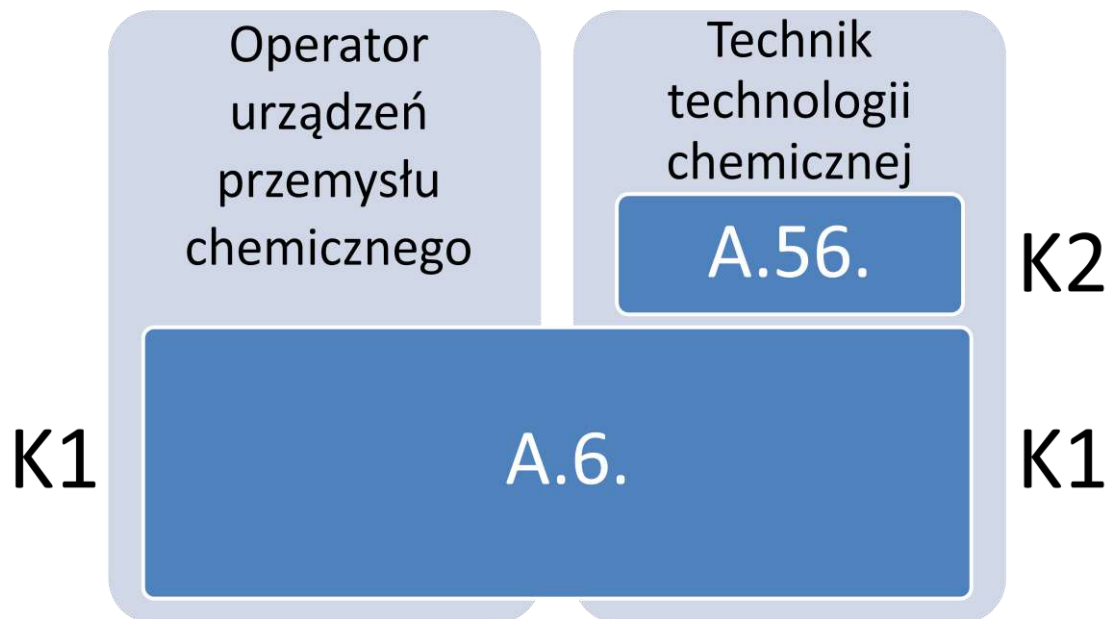 Operator
urządzeń
przemysłu
chemicznego
Technik
technologii
chemicznej
A.56.
K2
K1
A.6.
K1